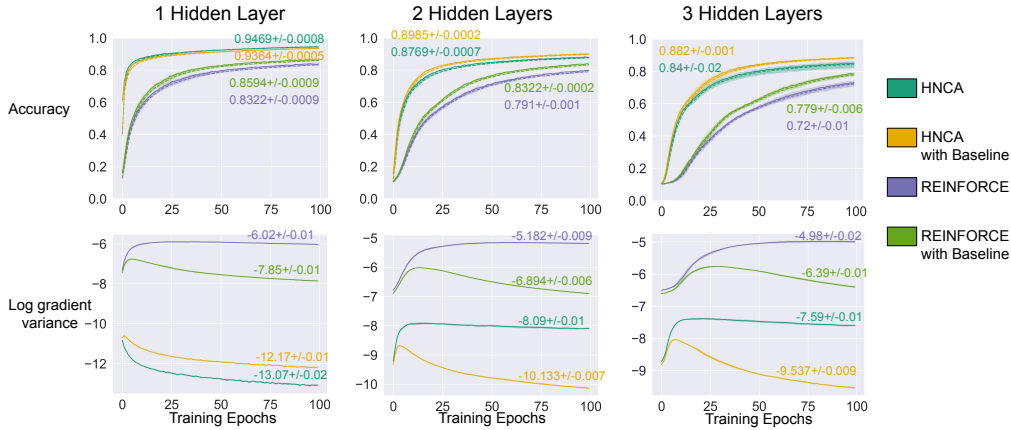 1 Hidden Layer
2 Hidden Layers
3 Hidden Layers
Accuracy
1.0
0.8
0.6
0.4
0.2
0.0
0.9469+/-0.0008
0.9364+/-0.0005
0.8594+/-0.0009
0.8322+/-0.0009
0 25 50 75 100
1.0
0.8
0.6
0.4
0.2
0.0
0.8985+/-0.0002
0.8769+/-0.0007
0.8322+/-0.0002
0.791+/-0.001
0 25 50 75 100
1.0
0.8
0.6
0.4
0.2
0.0
0.882+/-0.001
0.84+/-0.02
0.779+/-0.006
0.72+/-0.01
0 25 50 75 100
HNCA
HNCA
with Baseline
REINFORCE
REINFORCE
with Baseline
Log gradient
variance
−6
−8
−10
−12
-6.02+/-0.01
-7.85+/-0.01
-12.17+/-0.01
-13.07+/-0.02
0 25 50 75 100
Training Epochs
−5
−6
−7
−8
−9
−10
-5.182+/-0.009
-6.894+/-0.006
-8.09+/-0.01
-10.133+/-0.007
0 25 50 75 100
Training Epochs
−5
−6
−7
−8
−9
-4.98+/-0.02
-6.39+/-0.01
-7.59+/-0.01
-9.537+/-0.009
0 25 50 75 100
Training Epochs